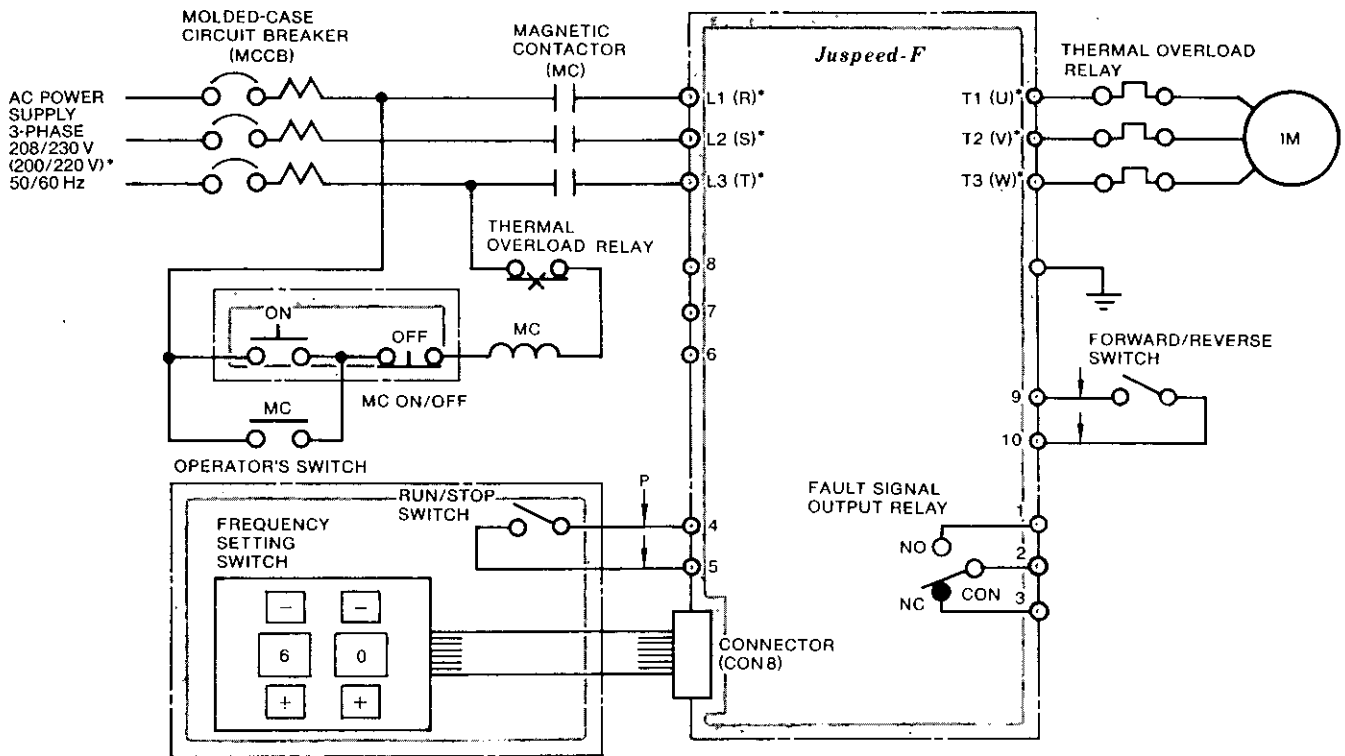 MOLDED-CASE
CIRCUIT BREAKER
(MCCB)
MAGNETIC
CONTACTOR
(MC)
Juspeed-F
THERMAL OVERLOAD
RELAY
AC POWER
SUPPLY
3-PHASE
208/230 V
(200/220 V)*
50/60 Hz
L1 (R)*
L2 (S)*
L3 (T)*
T1 (U)*
T2 (V)*
T3 (W)*
IM
THERMAL
OVERLOAD RELAY
8
7
6
ON
OFF
MC
MC ON/OFF
MC
FORWARD/REVERSE
SWITCH
9
10
OPERATOR'S SWITCH
RUN/STOP
SWITCH
P
4
5
FREQUENCY
SETTING
SWITCH
– –
6 0
+ +
CONNECTOR
(CON8)
FAULT SIGNAL
OUTPUT RELAY
1
NO
2
CON
NC
3